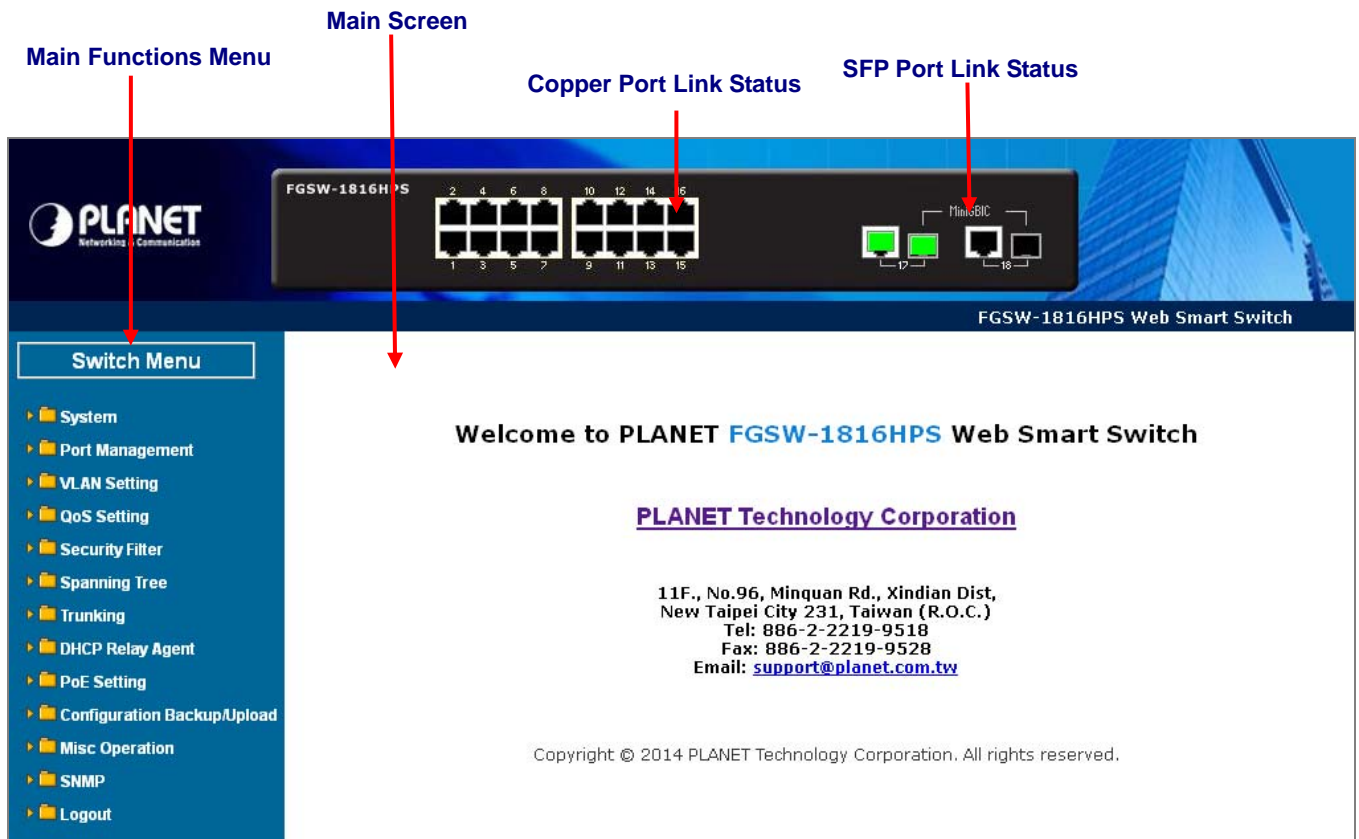 Main Screen
Main Functions Menu
SFP Port Link Status
Copper Port Link Status
PLANET
Networking & Communication
FGSW-1816HPS
2 4 6 8 10 12 14 16
MiniGBIC
1 3 5 7 9 11 13 15
17 18
FGSW-1816HPS Web Smart Switch
Switch Menu
System
Port Management
VLAN Setting
QoS Setting
Security Filter
Spanning Tree
Trunking
DHCP Relay Agent
PoE Setting
Configuration Backup/Upload
Misc Operation
SNMP
Logout
Welcome to PLANET FGSW-1816HPS Web Smart Switch
PLANET Technology Corporation
11F., No.96, Minquan Rd., Xindian Dist,
New Taipei City 231, Taiwan (R.O.C.)
Tel: 886-2-2219-9518
Fax: 886-2-2219-9528
Email: support@planet.com.tw
Copyright © 2014 PLANET Technology Corporation. All rights reserved.